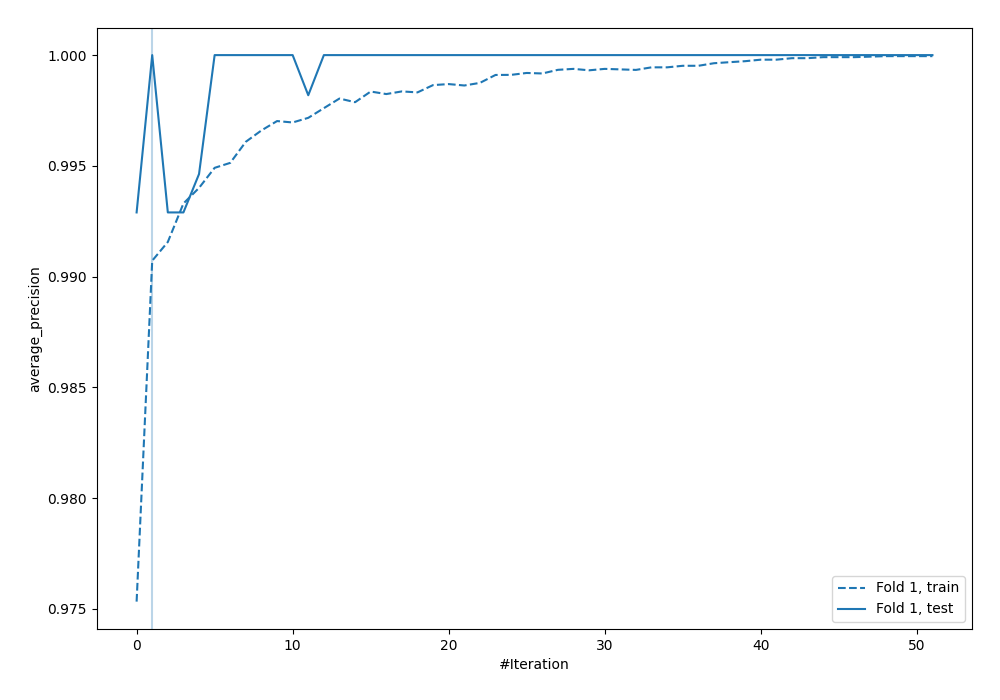 1.000
0.995
0.990
0.985
0.980
0.975
average_precision
0 10 20 30 40 50
#Iteration
Fold 1, train
Fold 1, test